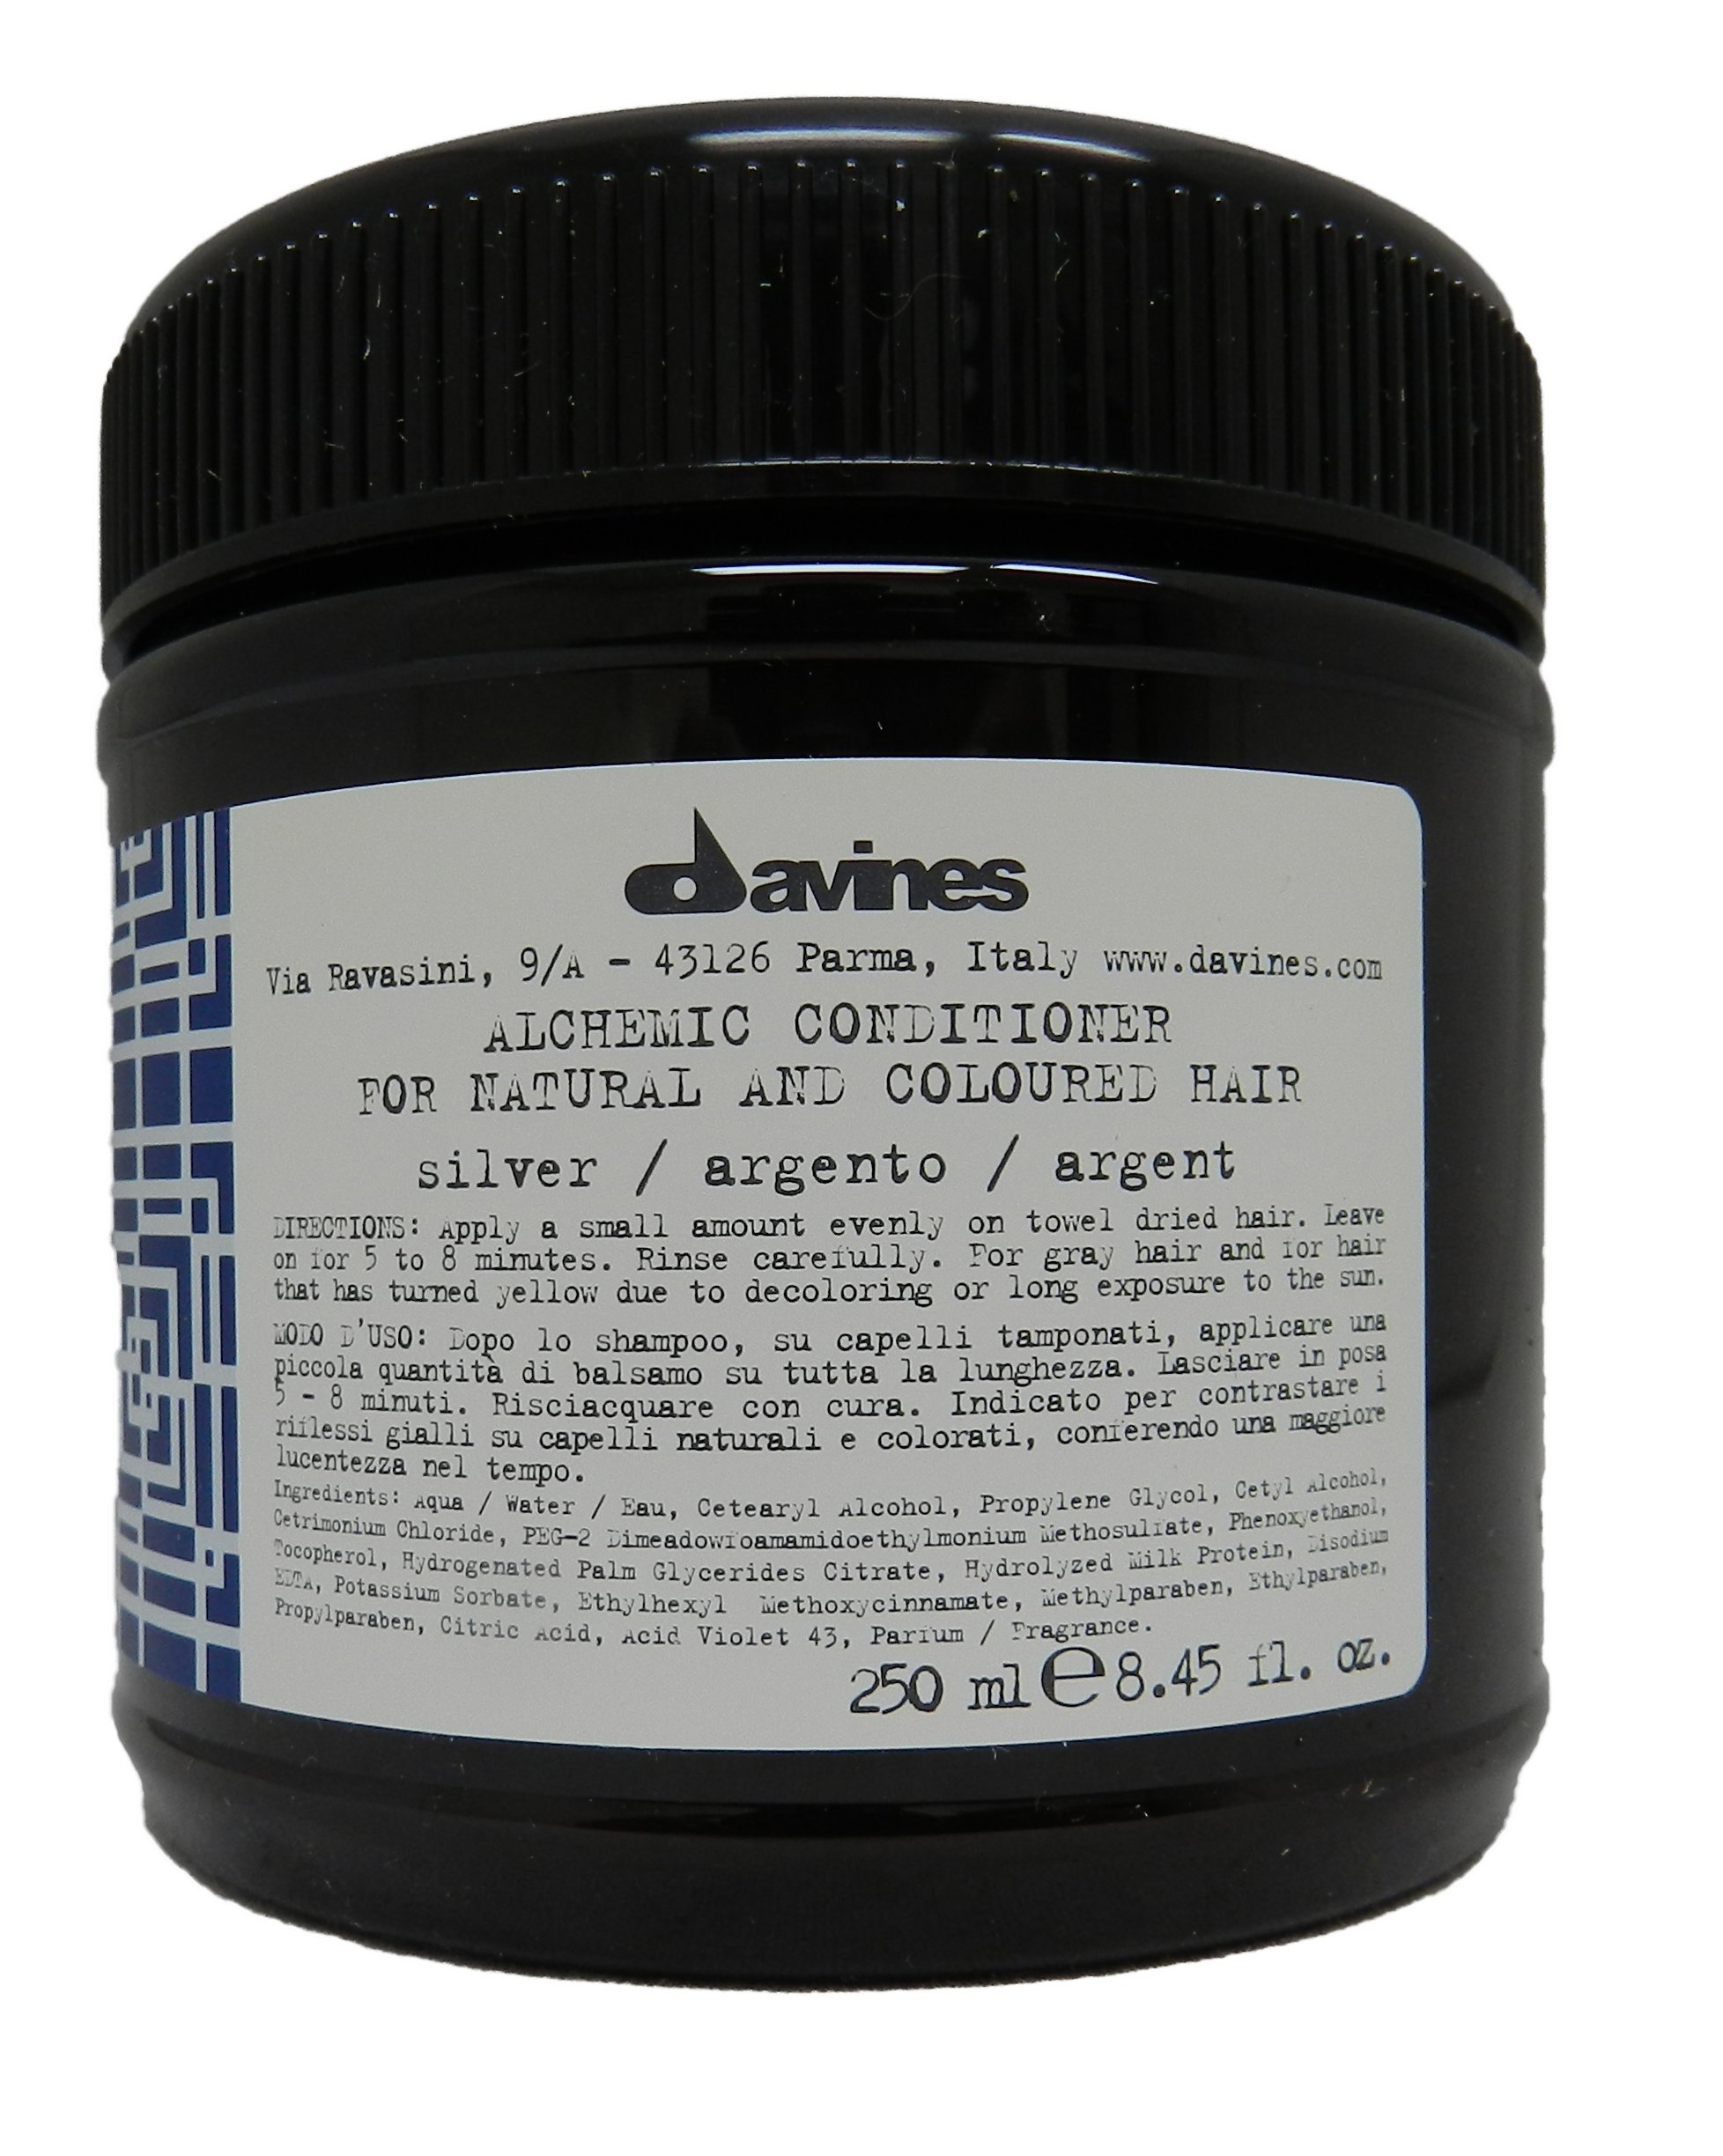 davines
Via Ravasini, 9/A - 43126 Parma, Italy www.davines.com
ALCHEMIC CONDITIONER
FOR NATURAL AND COLOURED HAIR
silver / argento / argent
DIRECTIONS: Apply a small amount evenly on towel dried hair. Leave
on for 5 to 8 minutes. Rinse carefully. For gray hair and for hair
that has turned yellow due to decoloring or long exposure to the sun.
MODO D'USO: Dopo lo shampoo, su capelli tamponati, applicare una
piccola quantità di balsamo su tutta la lunghezza. Lasciare in posa
5 - 8 minuti. Risciacquare con cura. Indicato per contrastare i
riflessi gialli su capelli naturali e colorati, conferendo una maggiore
lucentezza nel tempo.
Ingredients: Aqua / Water / Eau, Cetearyl Alcohol, Propylene Glycol, Cetyl Alcohol,
Cetrimonium Chloride, PEG-2 Dimeadowfoamamidoethylmonium Methosulfate, Phenoxyethanol,
Tocopherol, Hydrogenated Palm Glycerides Citrate, Hydrolyzed Milk Protein, Disodium
EDTA, Potassium Sorbate, Ethylhexyl Methoxycinnamate, Methylparaben, Ethylparaben,
Propylparaben, Citric Acid, Acid Violet 43, Parfum / Fragrance.
250 ml e 8.45 fl. oz.